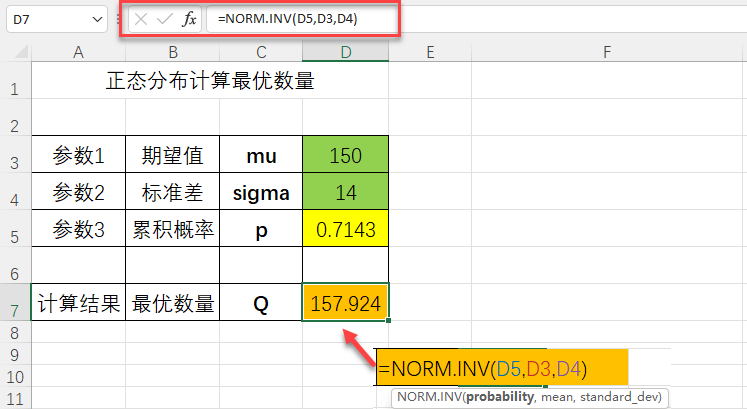 D7 fx =NORM.INV(D5,D3,D4)
A B C D E F
1 正态分布计算最优数量
2
3 参数1 期望值 mu 150
4 参数2 标准差 sigma 14
5 参数3 累积概率 p 0.7143
6
7 计算结果 最优数量 Q 157.924
8
9
=NORM.INV(D5,D3,D4)
10
NORM.INV(probability, mean, standard_dev)
11